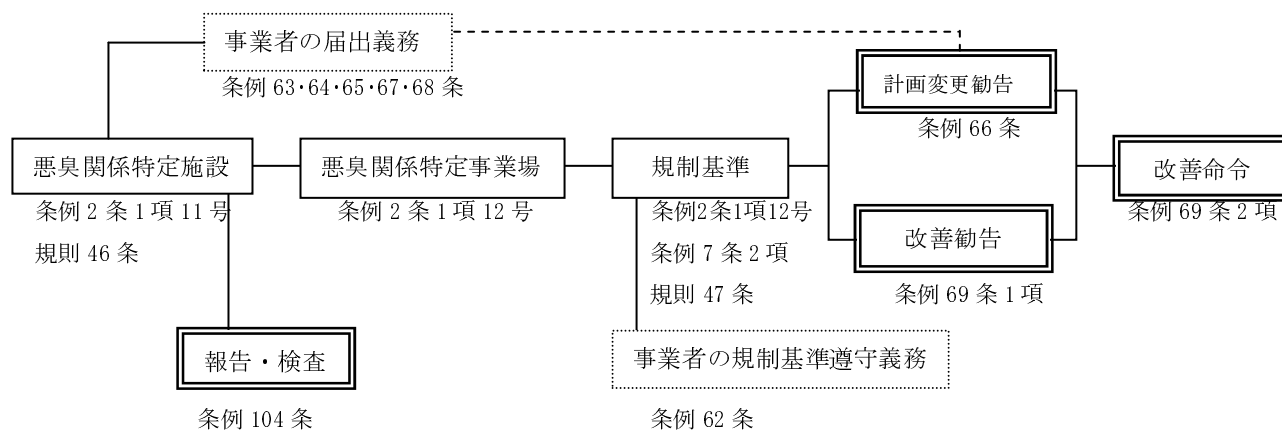 事業者の届出義務
条例 63･64･65･67･68 条
計画変更勧告
条例 66 条
悪臭関係特定施設
条例 2 条 1 項 11 号
規則 46 条
悪臭関係特定事業場
条例 2 条 1 項 12 号
規制基準
条例2条1項12号
条例 7 条 2 項
規則 47 条
改善命令
条例 69 条 2 項
改善勧告
条例 69 条 1 項
報告・検査
条例 104 条
事業者の規制基準遵守義務
条例 62 条